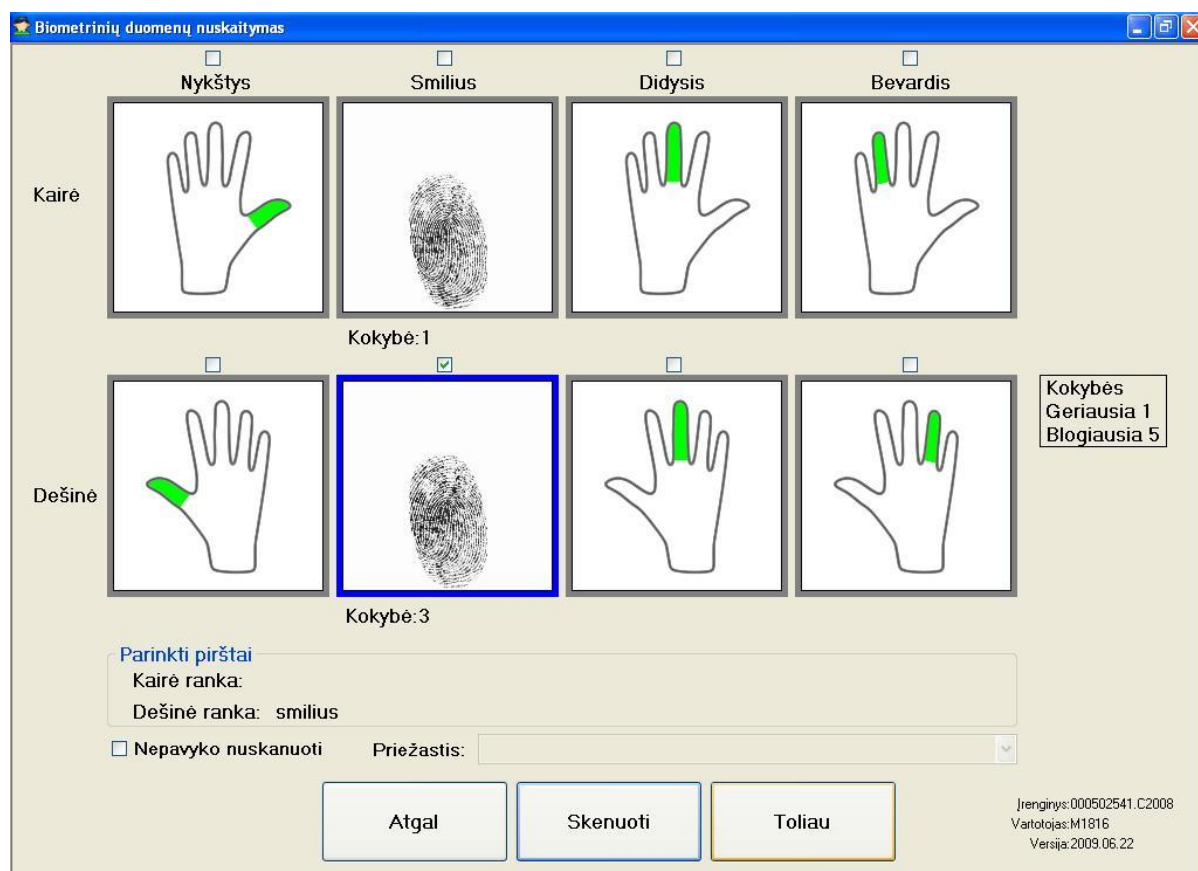 Biometrinių duomenų nuskaitymas
Nykštys Smilius Didysis Bevardis
Kairė
Kokybė:1
Kokybės
Geriausia 1
Blogiausia 5
Dešinė
Kokybė:3
Parinkti pirštai
Kairė ranka:
Dešinė ranka: smilius
Nepavyko nuskanuoti Priežastis:
Atgal Skenuoti Toliau
Įrenginys:000502541.C2008
Vartotojas:M1816
Versija:2009.06.22